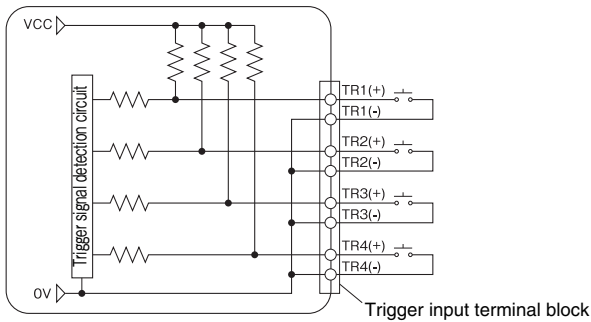 VCC
Trigger signal detection circuit
TR1(+)
TR1(-)
TR2(+)
TR2(-)
TR3(+)
TR3(-)
TR4(+)
TR4(-)
0V
Trigger input terminal block